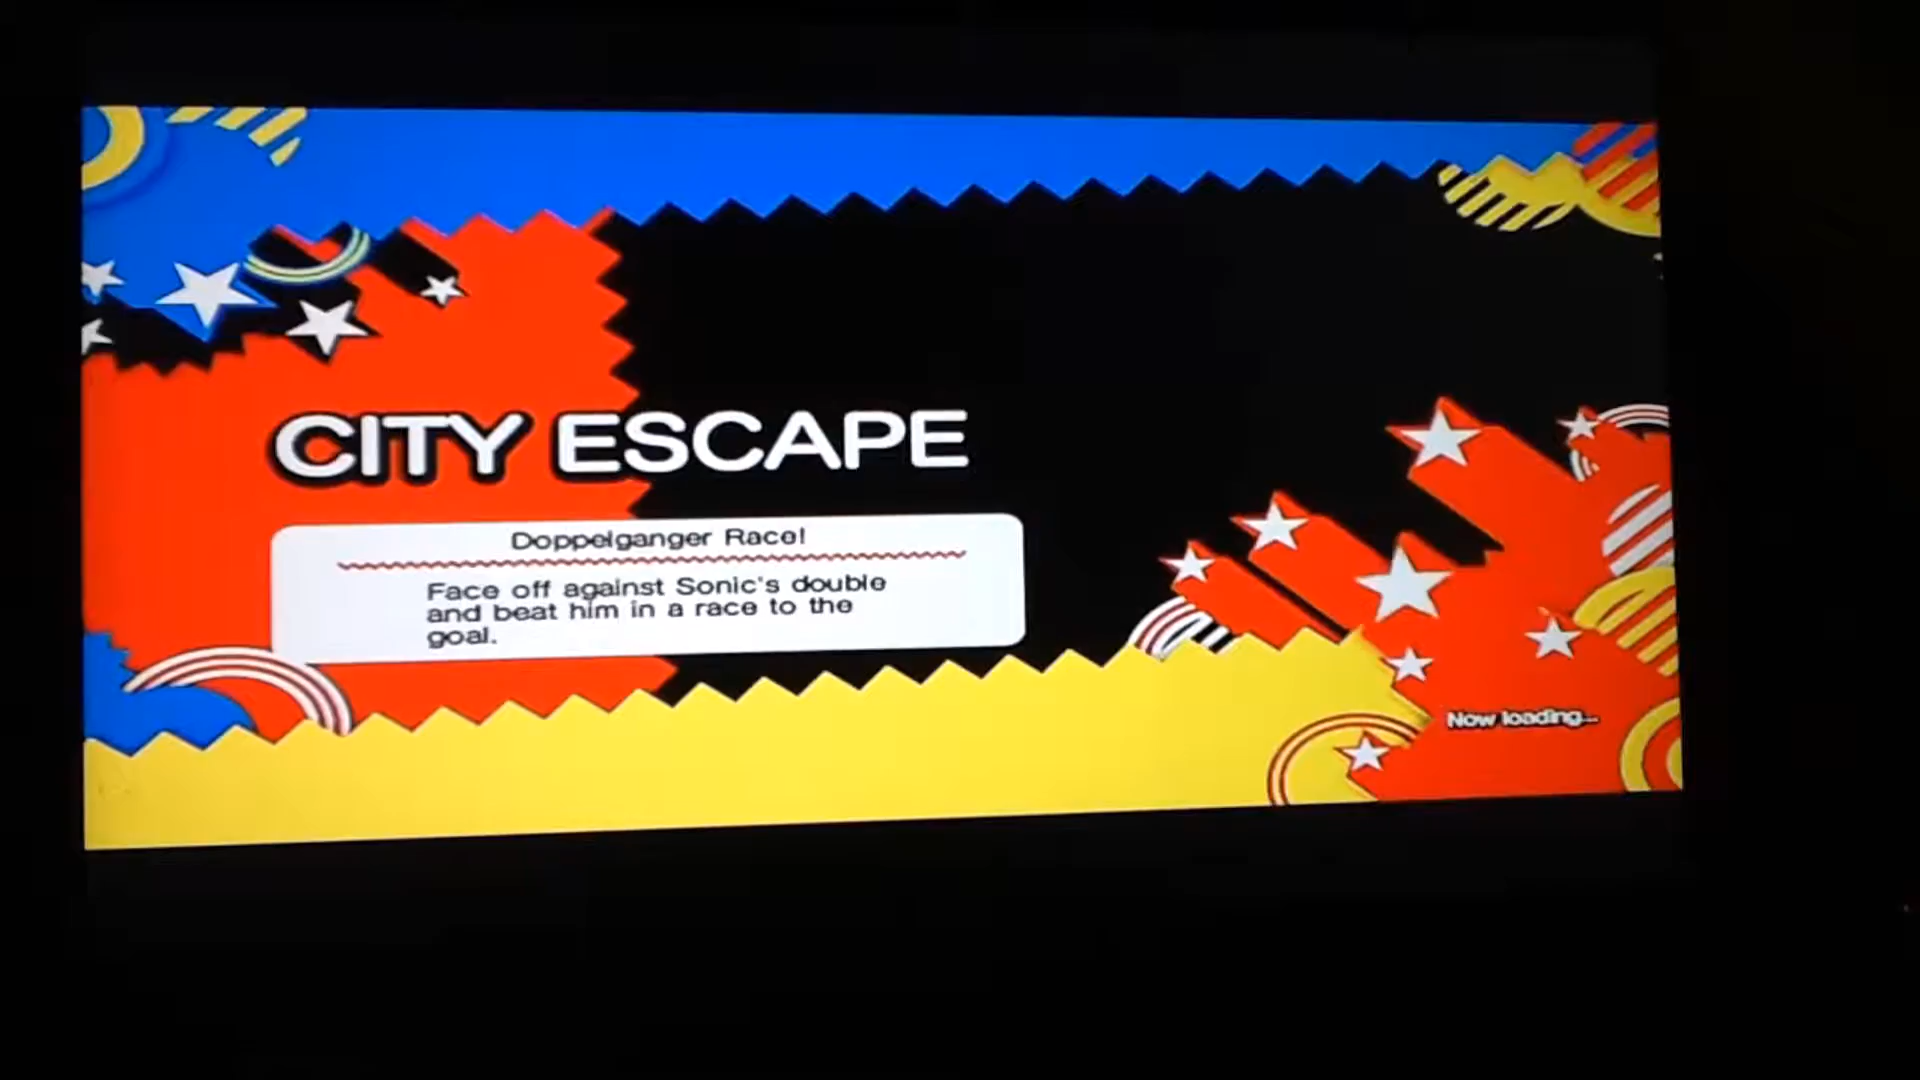 CITY ESCAPE
Doppelganger Race!
Face off against Sonic's double
and beat him in a race to the
goal.
Now loading...